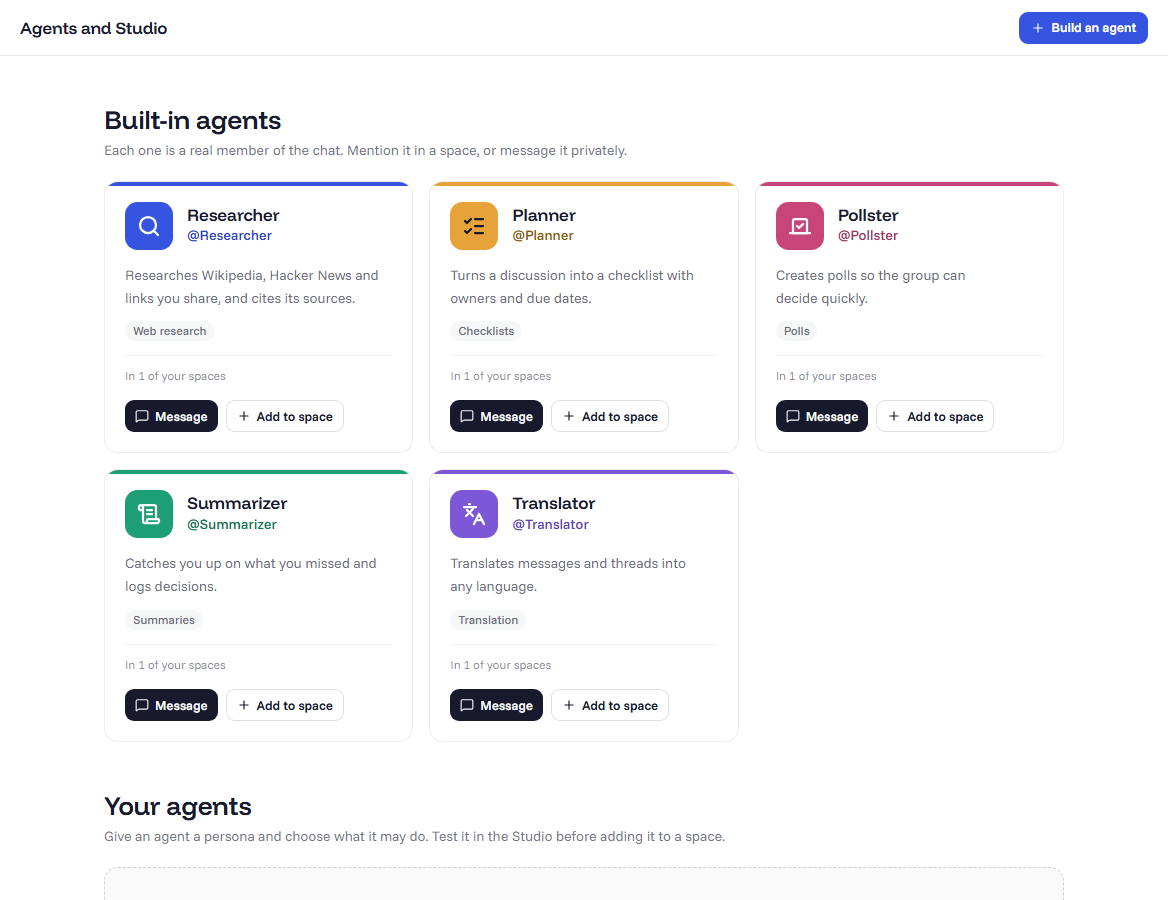 Agents and Studio
Build an agent
Built-in agents
Each one is a real member of the chat. Mention it in a space, or message it privately.
Researcher
@Researcher
Researches Wikipedia, Hacker News and
links you share, and cites its sources.
Web research
In 1 of your spaces
Message
Add to space
Planner
@Planner
Turns a discussion into a checklist with
owners and due dates.
Checklists
In 1 of your spaces
Message
Add to space
Pollster
@Pollster
Creates polls so the group can
decide quickly.
Polls
In 1 of your spaces
Message
Add to space
Summarizer
@Summarizer
Catches you up on what you missed and
logs decisions.
Summaries
In 1 of your spaces
Message
Add to space
Translator
@Translator
Translates messages and threads into
any language.
Translation
In 1 of your spaces
Message
Add to space
Your agents
Give an agent a persona and choose what it may do. Test it in the Studio before adding it to a space.